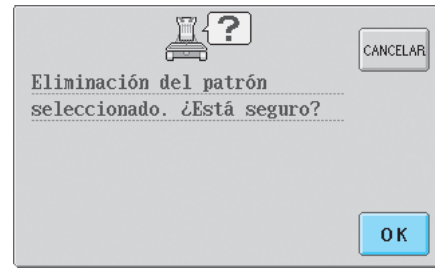 ?
CANCELAR
Eliminación del patrón
seleccionado. ¿Está seguro?
OK